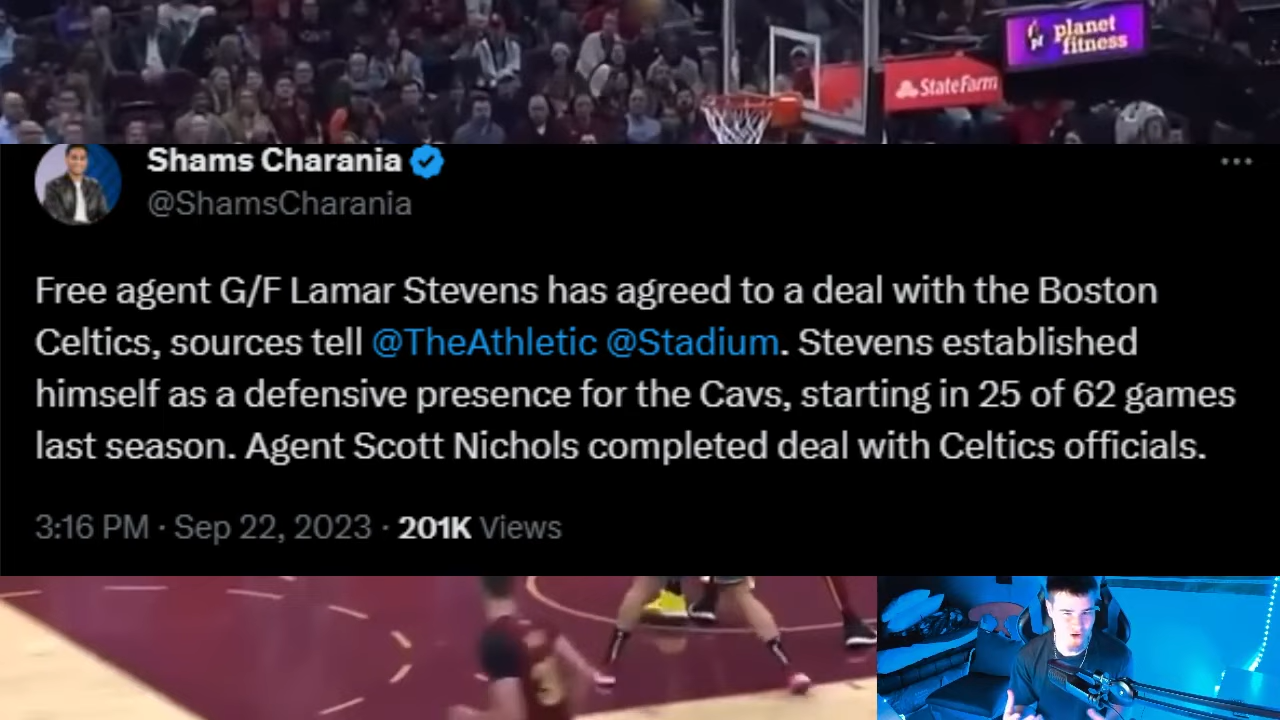 planet
fitness
StateFarm
Shams Charania
@ShamsCharania
Free agent G/F Lamar Stevens has agreed to a deal with the Boston
Celtics, sources tell @TheAthletic @Stadium. Stevens established
himself as a defensive presence for the Cavs, starting in 25 of 62 games
last season. Agent Scott Nichols completed deal with Celtics officials.
3:16 PM · Sep 22, 2023 · 201K Views
3